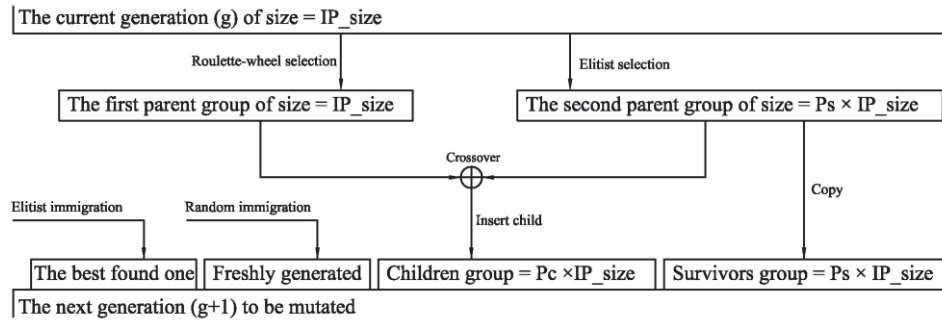 The current generation (g) of size = IP_size
Roulette-wheel selection
Elitist selection
The first parent group of size = IP_size
The second parent group of size = Ps × IP_size
Crossover
Elitist immigration
Random immigration
Insert child
Copy
The best found one
Freshly generated
Children group = Pc ×IP_size
Survivors group = Ps × IP_size
The next generation (g+1) to be mutated